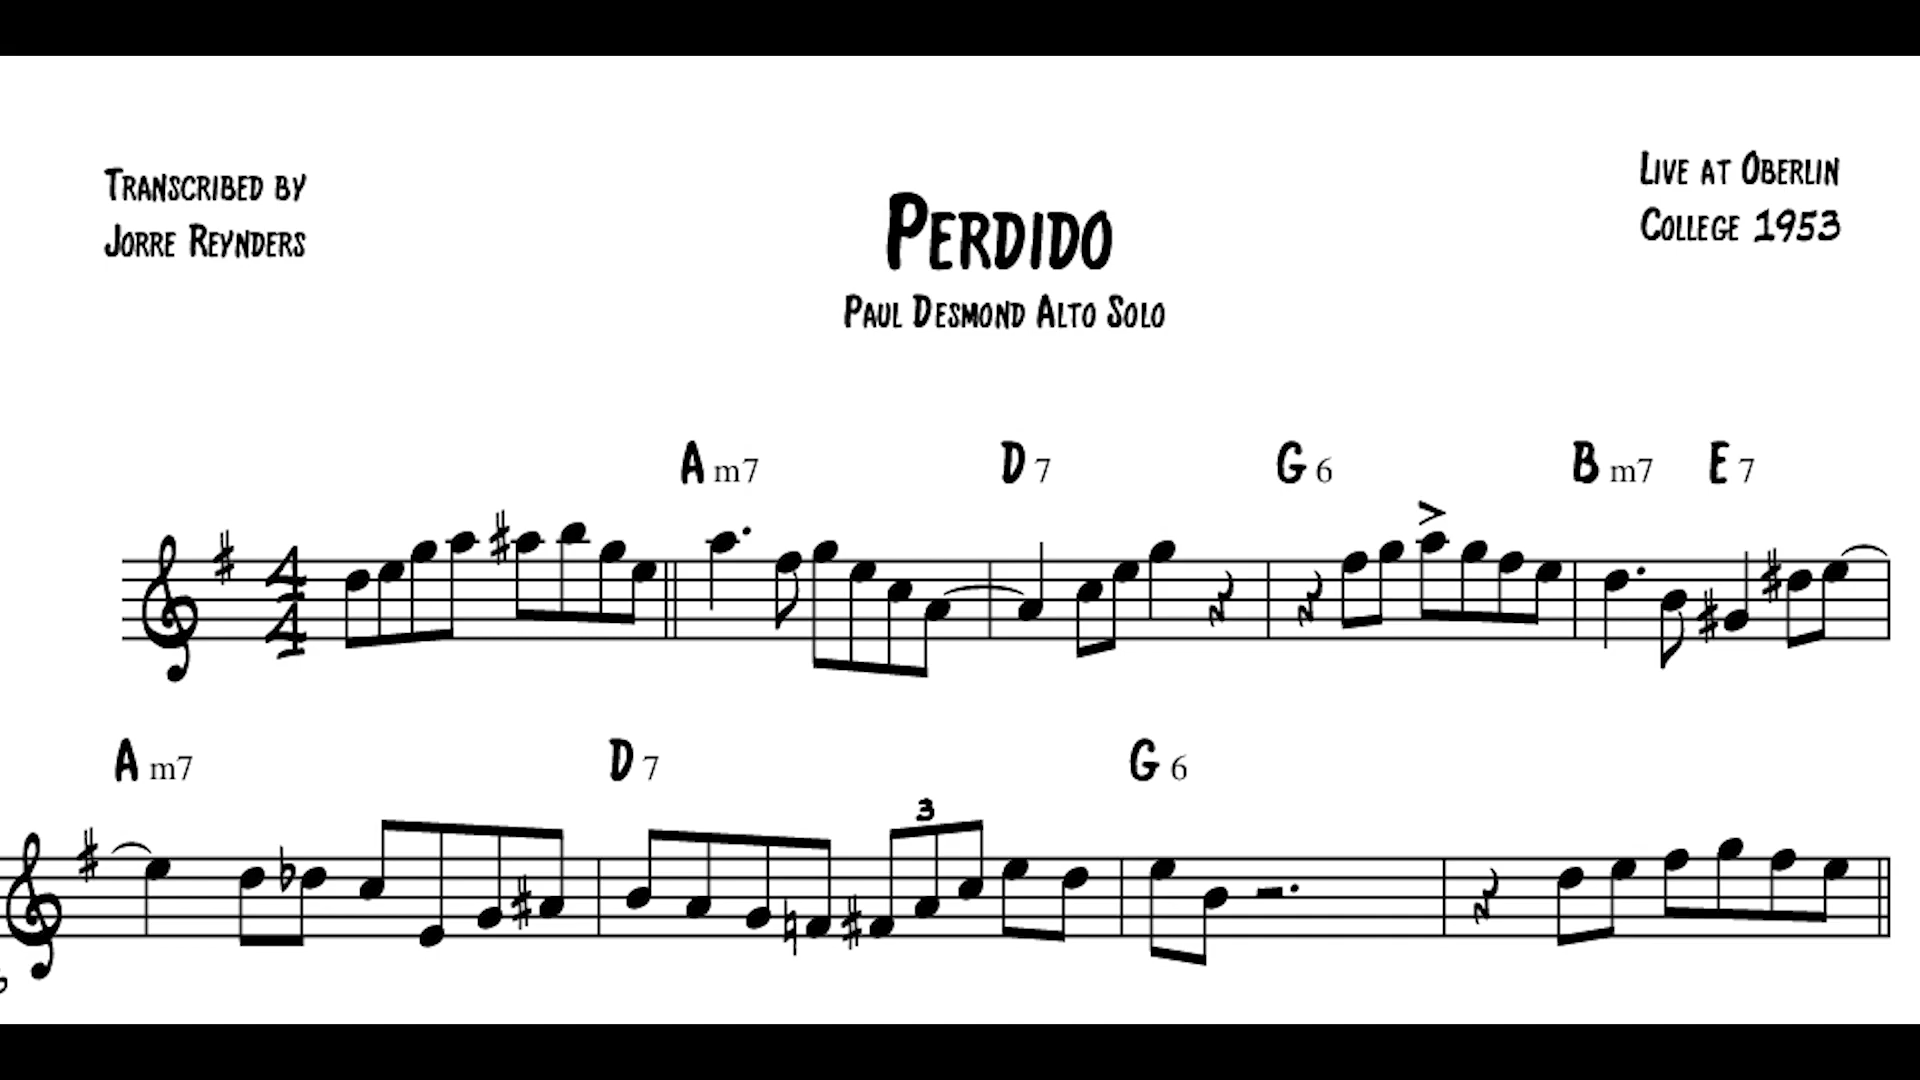 Transcribed by
Jorre Reynders
Live at Oberlin
College 1953
Perdido
Paul Desmond Alto Solo
Am7 D7 G6 Bm7 E7
4
4
Am7 D7 G6
3